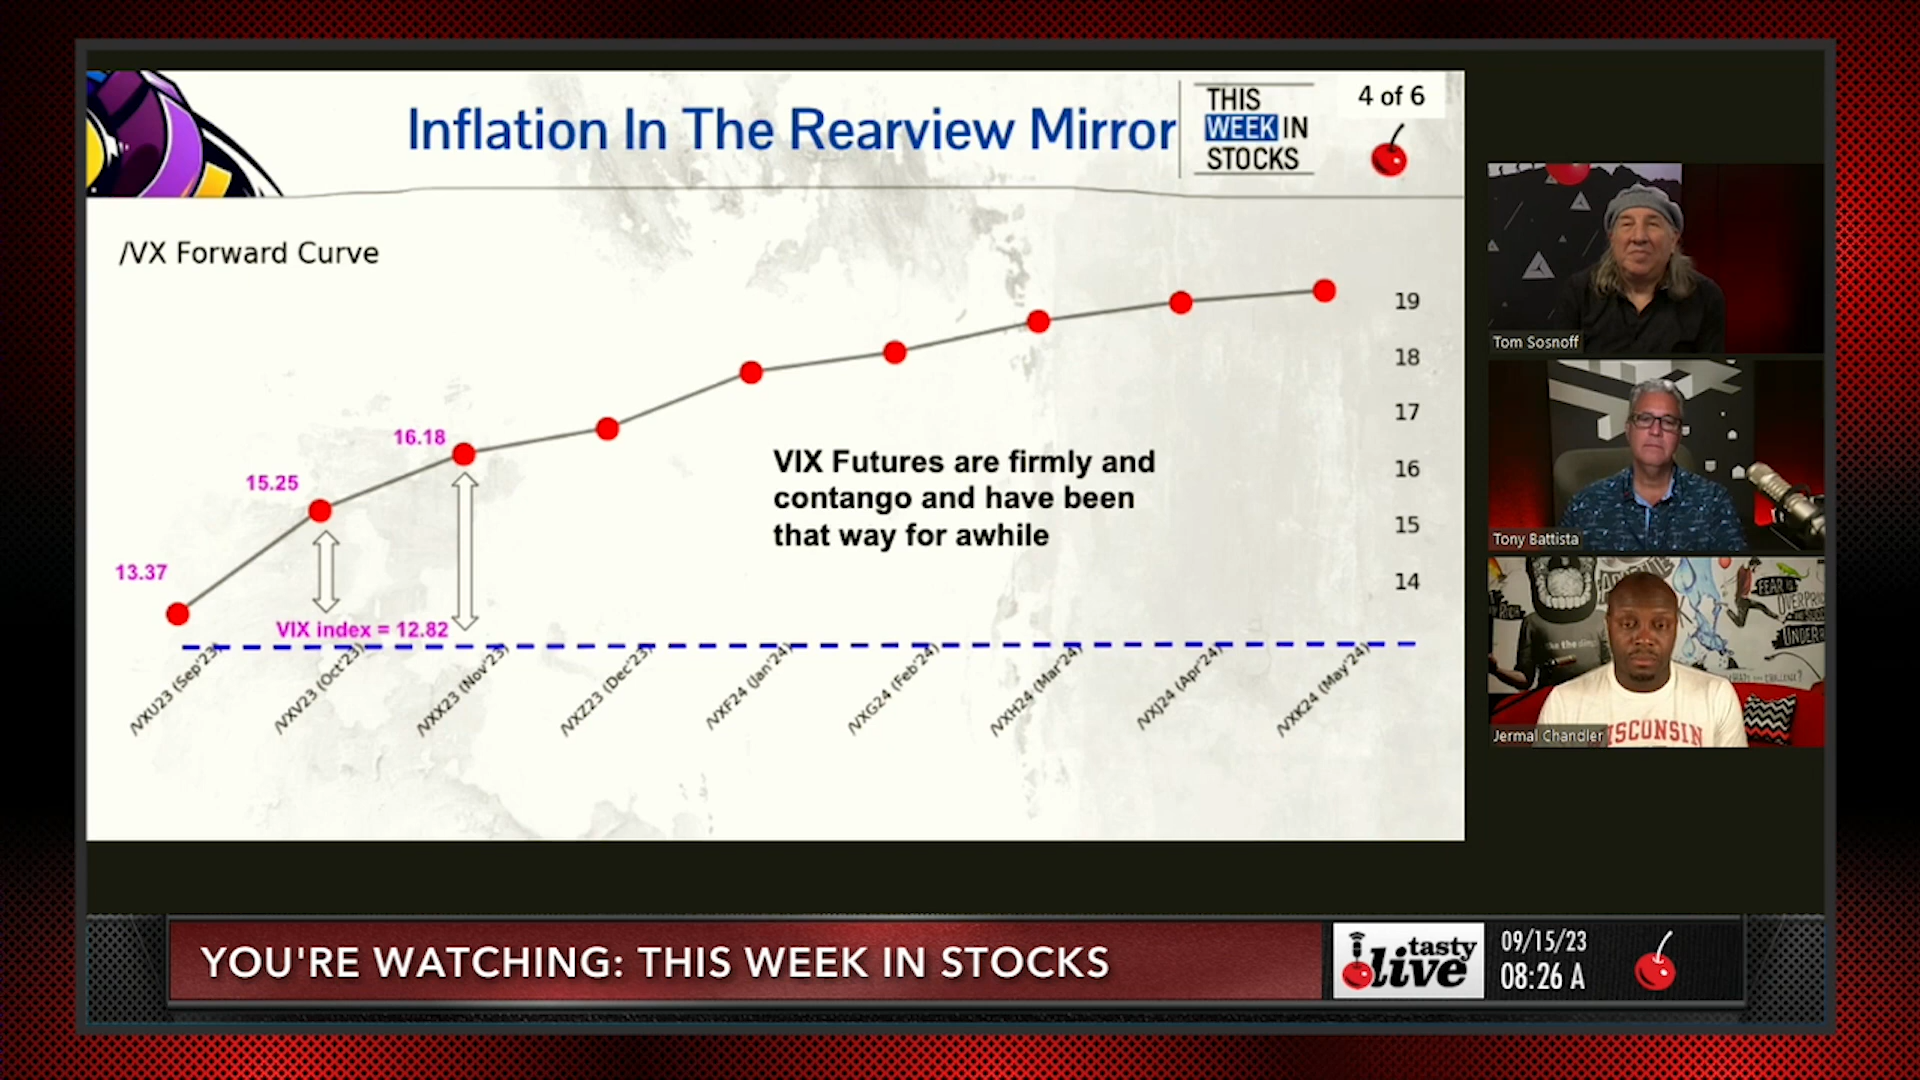 Inflation In The Rearview Mirror
THIS
WEEK IN
STOCKS
4 of 6
/VX Forward Curve
19
18
17
16
15
14
13.37
15.25
16.18
VIX index = 12.82
VIX Futures are firmly and
contango and have been
that way for awhile
/VXU23 (Sep'23)
/VXV23 (Oct'23)
/VXX23 (Nov'23)
/VXZ23 (Dec'23)
/VXF24 (Jan'24)
/VXG24 (Feb'24)
/VXH24 (Mar'24)
/VXJ24 (Apr'24)
/VXK24 (May'24)
Tom Sosnoff
Tony Battista
FEAR IS
UNDER
Jermal Chandler
ISCONSIN
YOU'RE WATCHING: THIS WEEK IN STOCKS
tasty
live
09/15/23
08:26 A